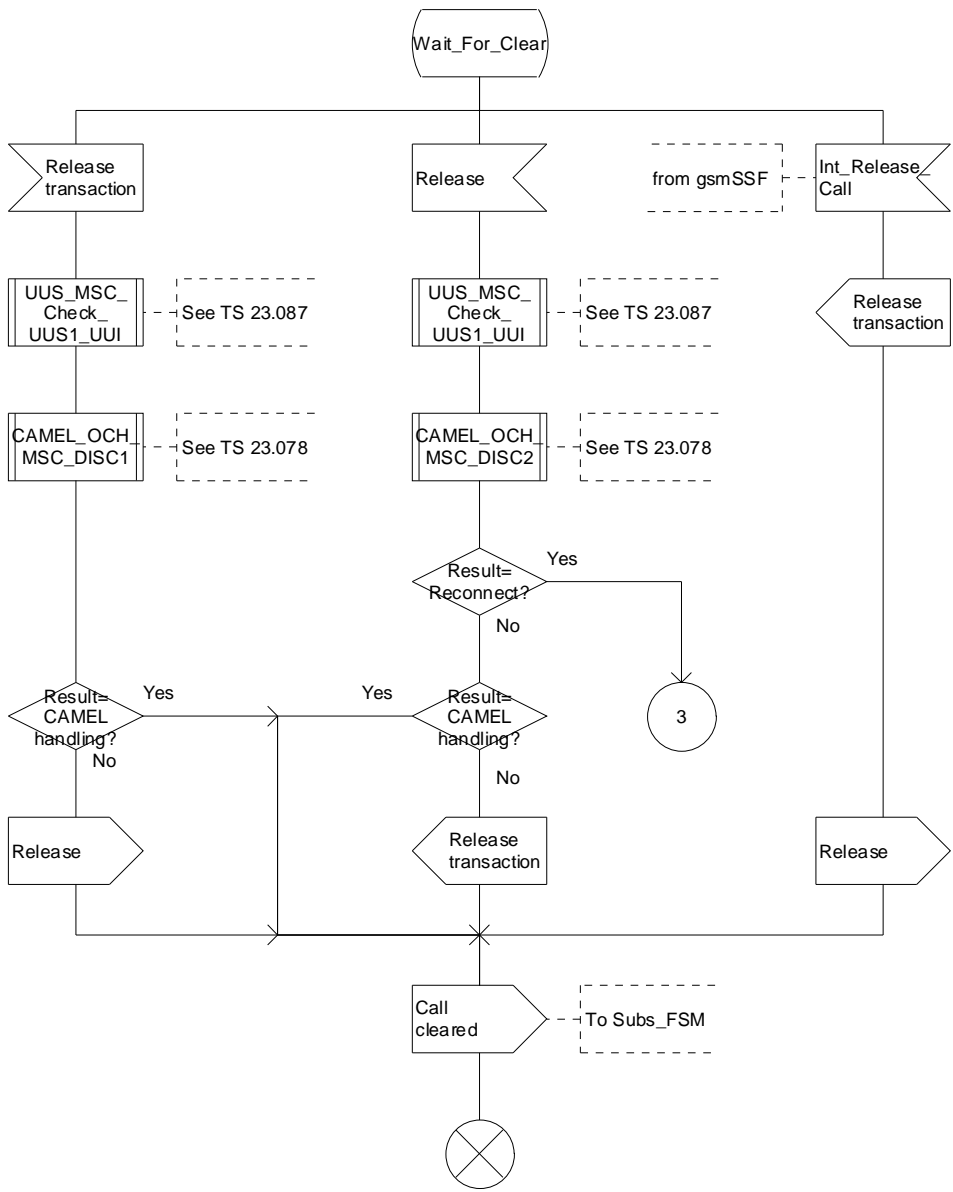 Wait_For_Clear
Release
transaction
Release
from gsmSSF
Int_Release_
Call
UUS_MSC_
Check_
UUS1_UUI
See TS 23.087
UUS_MSC_
Check_
UUS1_UUI
See TS 23.087
Release
transaction
CAMEL_OCH_
MSC_DISC1
See TS 23.078
CAMEL_OCH_
MSC_DISC2
See TS 23.078
Result=
Reconnect?
Yes
No
Result=
CAMEL
handling?
Yes
No
Yes
Result=
CAMEL
handling?
No
3
Release
Release
transaction
Release
Call
cleared
To Subs_FSM